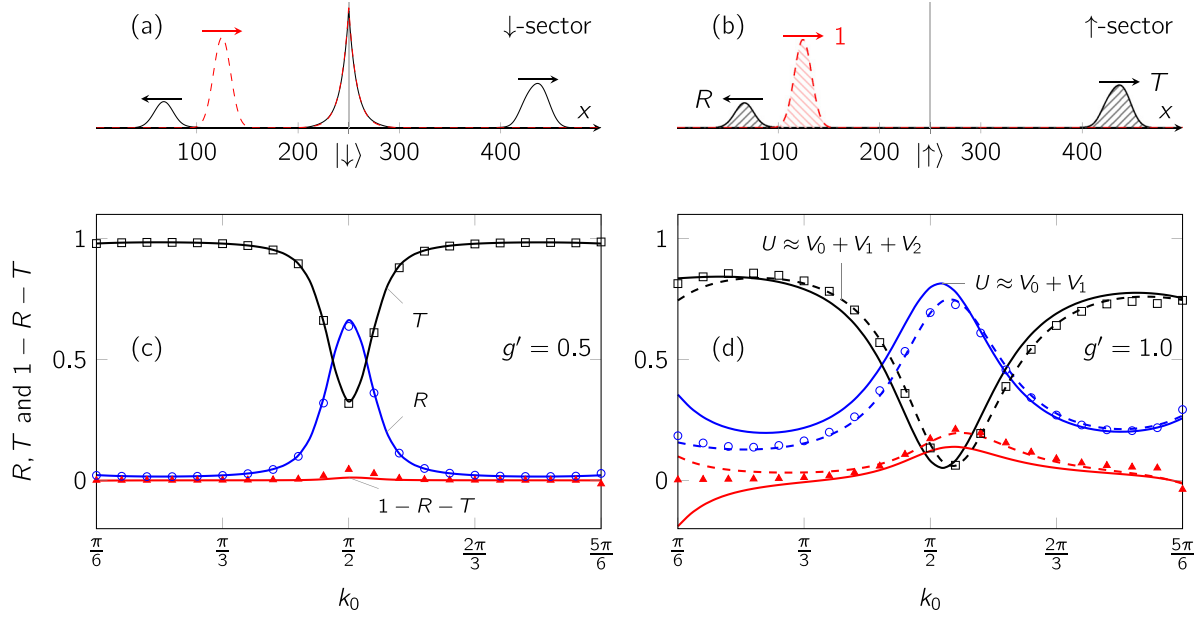 (a)
↓-sector
x
100
200
300
400
|↓⟩
(b)
1
↑-sector
R
T
x
100
200
300
400
|↑⟩
R, T and 1 − R − T
1
0.5
0
(c)
T
g′ = 0.5
R
1 − R − T
π/6
π/3
π/2
2π/3
5π/6
k₀
1
0.5
0
U ≈ V₀ + V₁ + V₂
U ≈ V₀ + V₁
(d)
g′ = 1.0
π/6
π/3
π/2
2π/3
5π/6
k₀